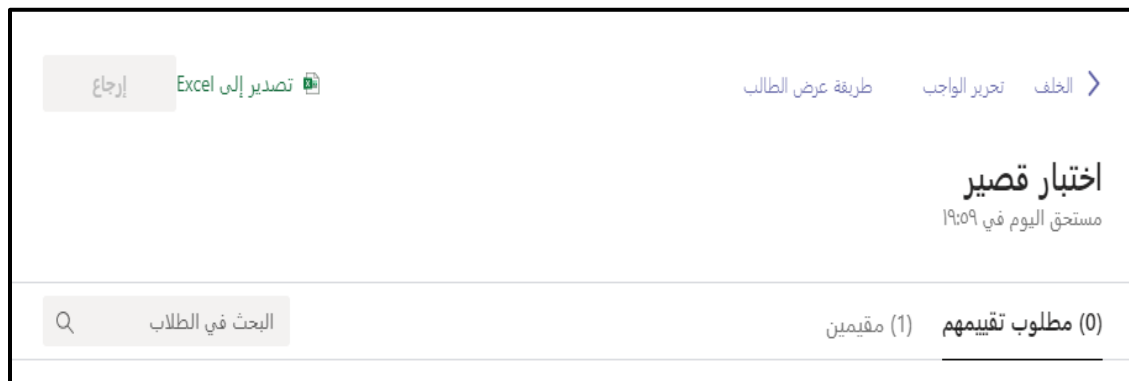 الخلف تحرير الواجب طريقة عرض الطالب تصدير إلى Excel إرجاع
اختبار قصير
مستحق اليوم في ١٩:٥٩
مطلوب تقييمهم (0) مقيمين (1) البحث في الطلاب